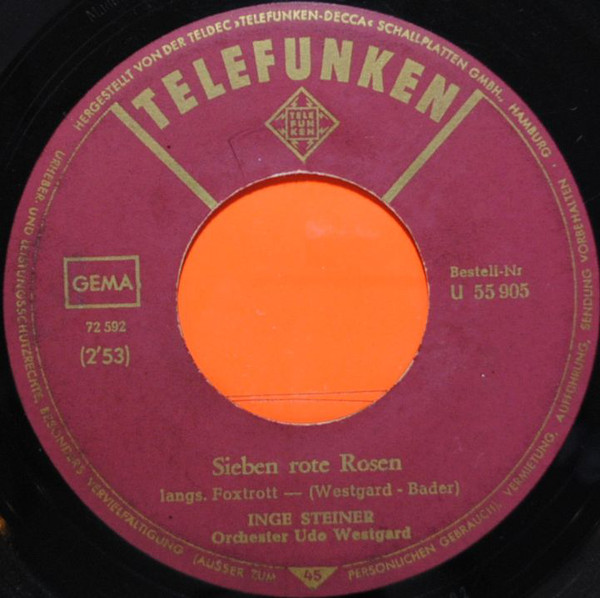 HERGESTELLT VON DER TELDEC »TELEFUNKEN-DECCA« SCHALLPLATTEN GMBH., HAMBURG · URHEBER- UND LEISTUNGSSCHUTZRECHTE, BESONDERS VERVIELFÄLTIGUNG (AUSSER ZUM PERSÖNLICHEN GEBRAUCH), VERMIETUNG, AUFFÜHRUNG, SENDUNG VORBEHALTEN
TELEFUNKEN
TELE
FUN
KEN
GEMA
72 592
(2'53)
Bestell-Nr
U 55 905
Sieben rote Rosen
langs. Foxtrott — (Westgard - Bader)
INGE STEINER
Orchester Udo Westgard
45